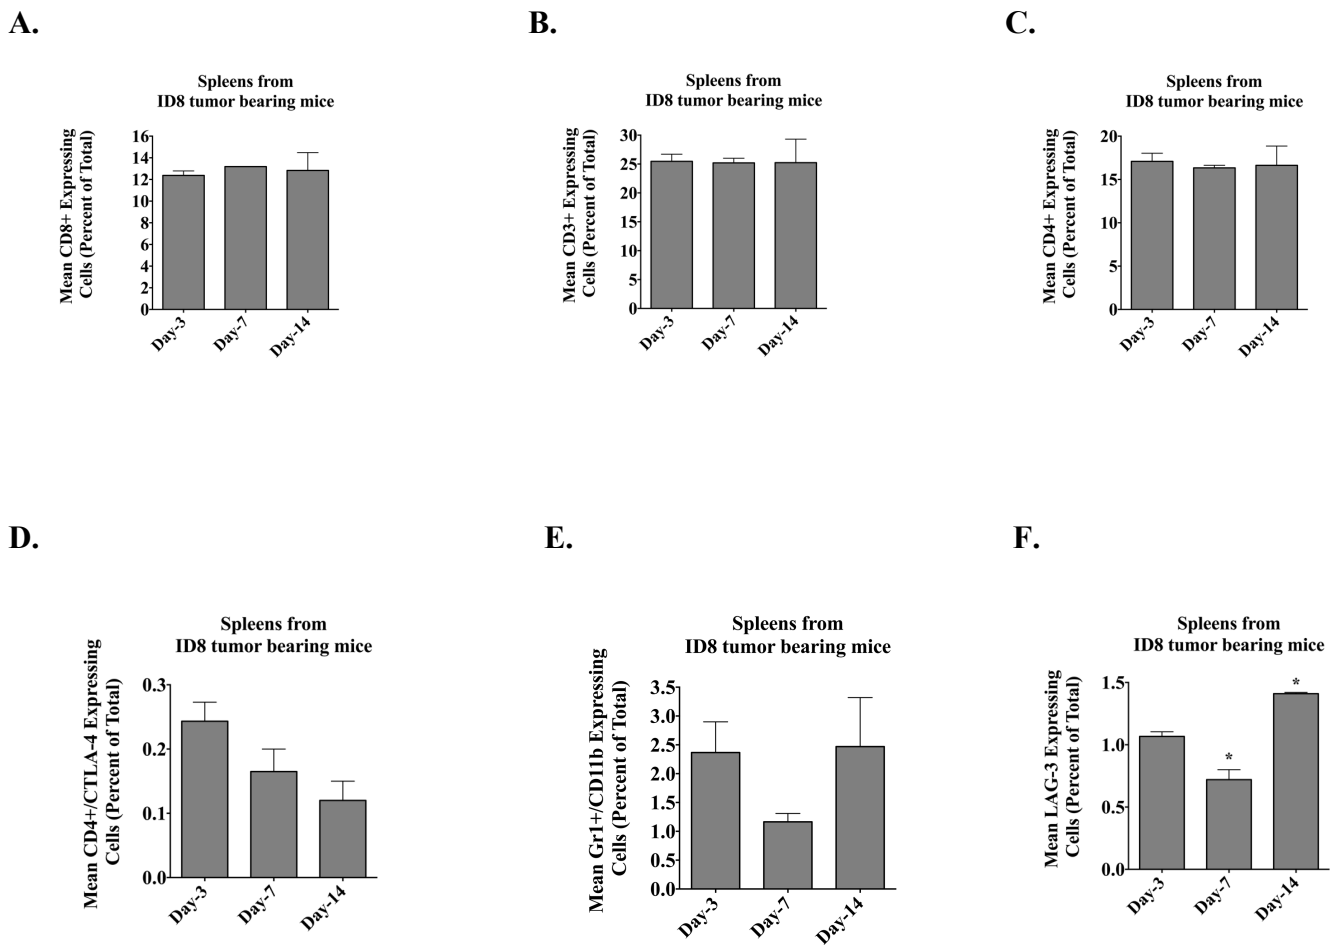 A.
Spleens from
ID8 tumor bearing mice
Mean CD8+ Expressing
Cells (Percent of Total)
16
14
12
10
8
6
4
2
0
Day-3
Day-7
Day-14
B.
Spleens from
ID8 tumor bearing mice
Mean CD3+ Expressing
Cells (Percent of Total)
30
25
20
15
10
5
0
Day-3
Day-7
Day-14
C.
Spleens from
ID8 tumor bearing mice
Mean CD4+ Expressing
Cells (Percent of Total)
20
15
10
5
0
Day-3
Day-7
Day-14
D.
Spleens from
ID8 tumor bearing mice
Mean CD4+/CTLA-4 Expressing
Cells (Percent of Total)
0.3
0.2
0.1
0.0
Day-3
Day-7
Day-14
E.
Spleens from
ID8 tumor bearing mice
Mean Gr1+/CD11b Expressing
Cells (Percent of Total)
3.5
3.0
2.5
2.0
1.5
1.0
0.5
0.0
Day-3
Day-7
Day-14
F.
Spleens from
ID8 tumor bearing mice
Mean LAG-3 Expressing
Cells (Percent of Total)
1.5
1.0
0.5
0.0
*
*
Day-3
Day-7
Day-14